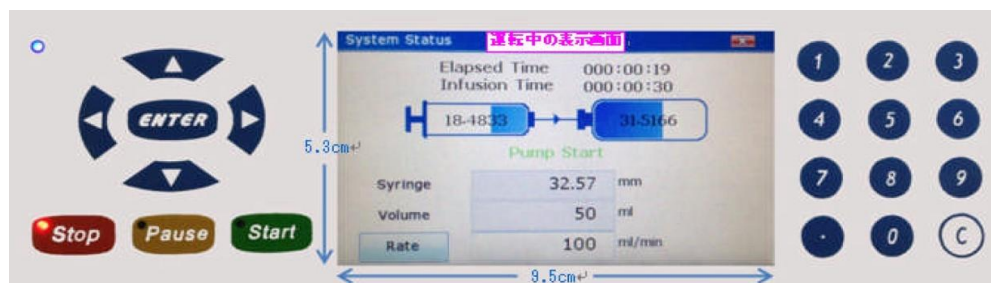 System Status 運転中の表示画面
Elapsed Time 000:00:19
Infusion Time 000:00:30
18.4833 31.5166
Pump Start
Syringe 32.57 mm
Volume 50 ml
Rate 100 ml/min
ENTER
Stop Pause Start
5.3cm
9.5cm
1 2 3
4 5 6
7 8 9
. 0 C